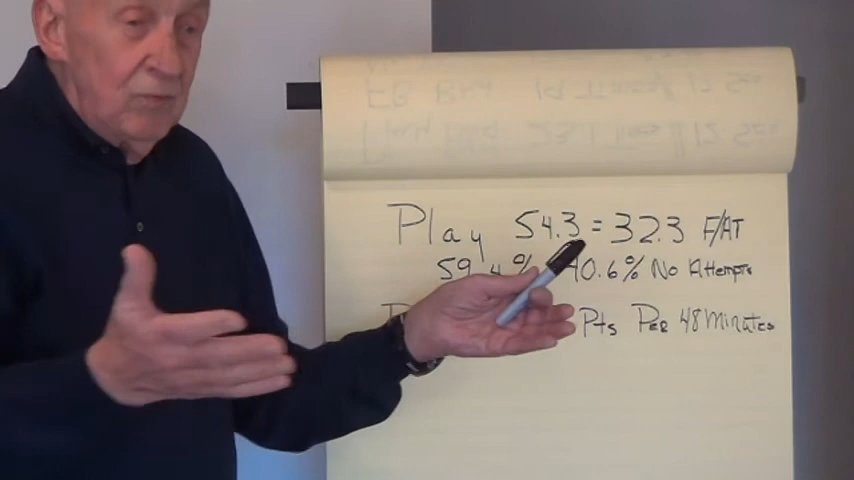 Play 54.3 = 32.3 F/AT
59.4% 40.6% No Attempts
Pts Per 48 Minutes